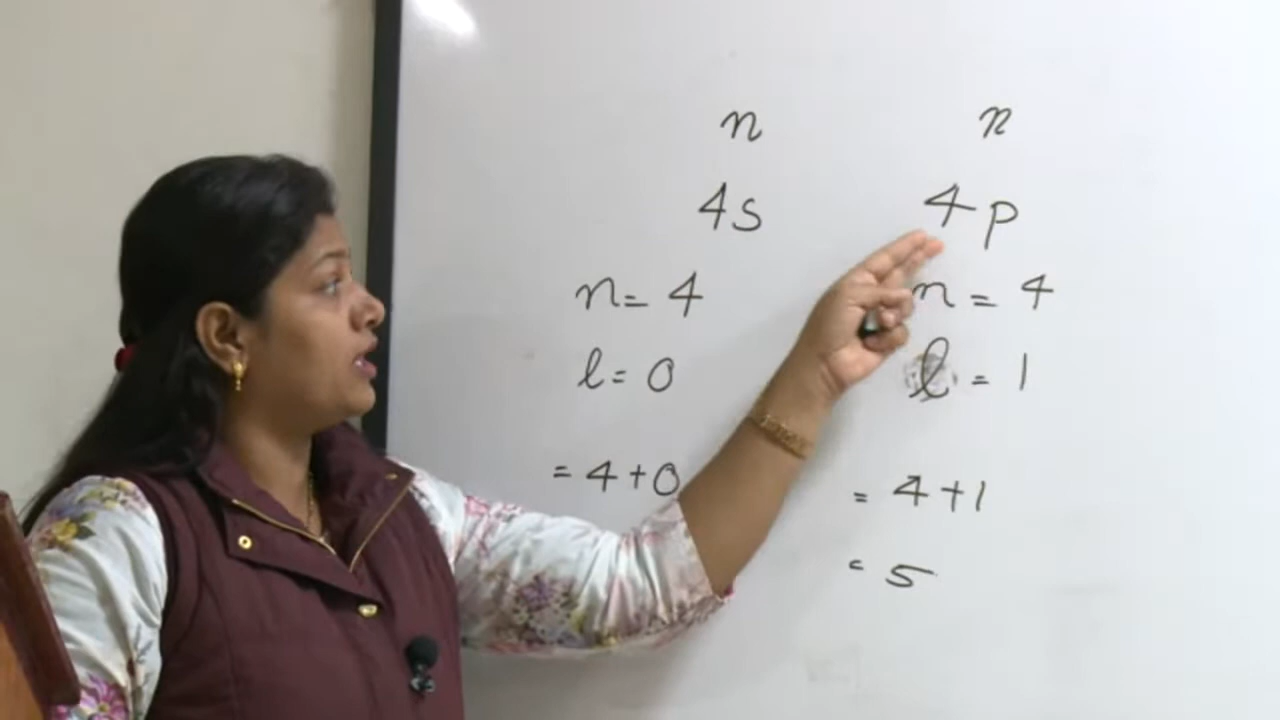 n n
4s 4p
n = 4 n = 4
l = 0 l = 1
= 4+0 = 4+1
= 5